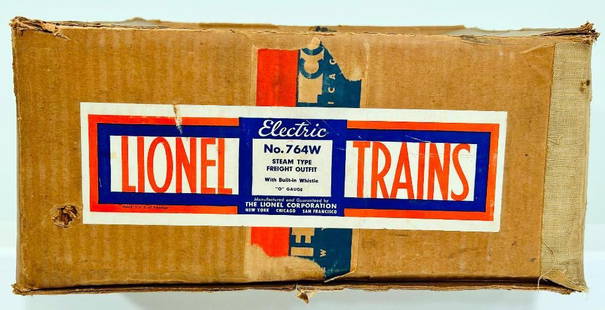 Electric
LIONEL TRAINS
No. 764W
STEAM TYPE
FREIGHT OUTFIT
With Built-in Whistle
"O" GAUGE
Manufactured and Guaranteed by
THE LIONEL CORPORATION
NEW YORK CHICAGO SAN FRANCISCO